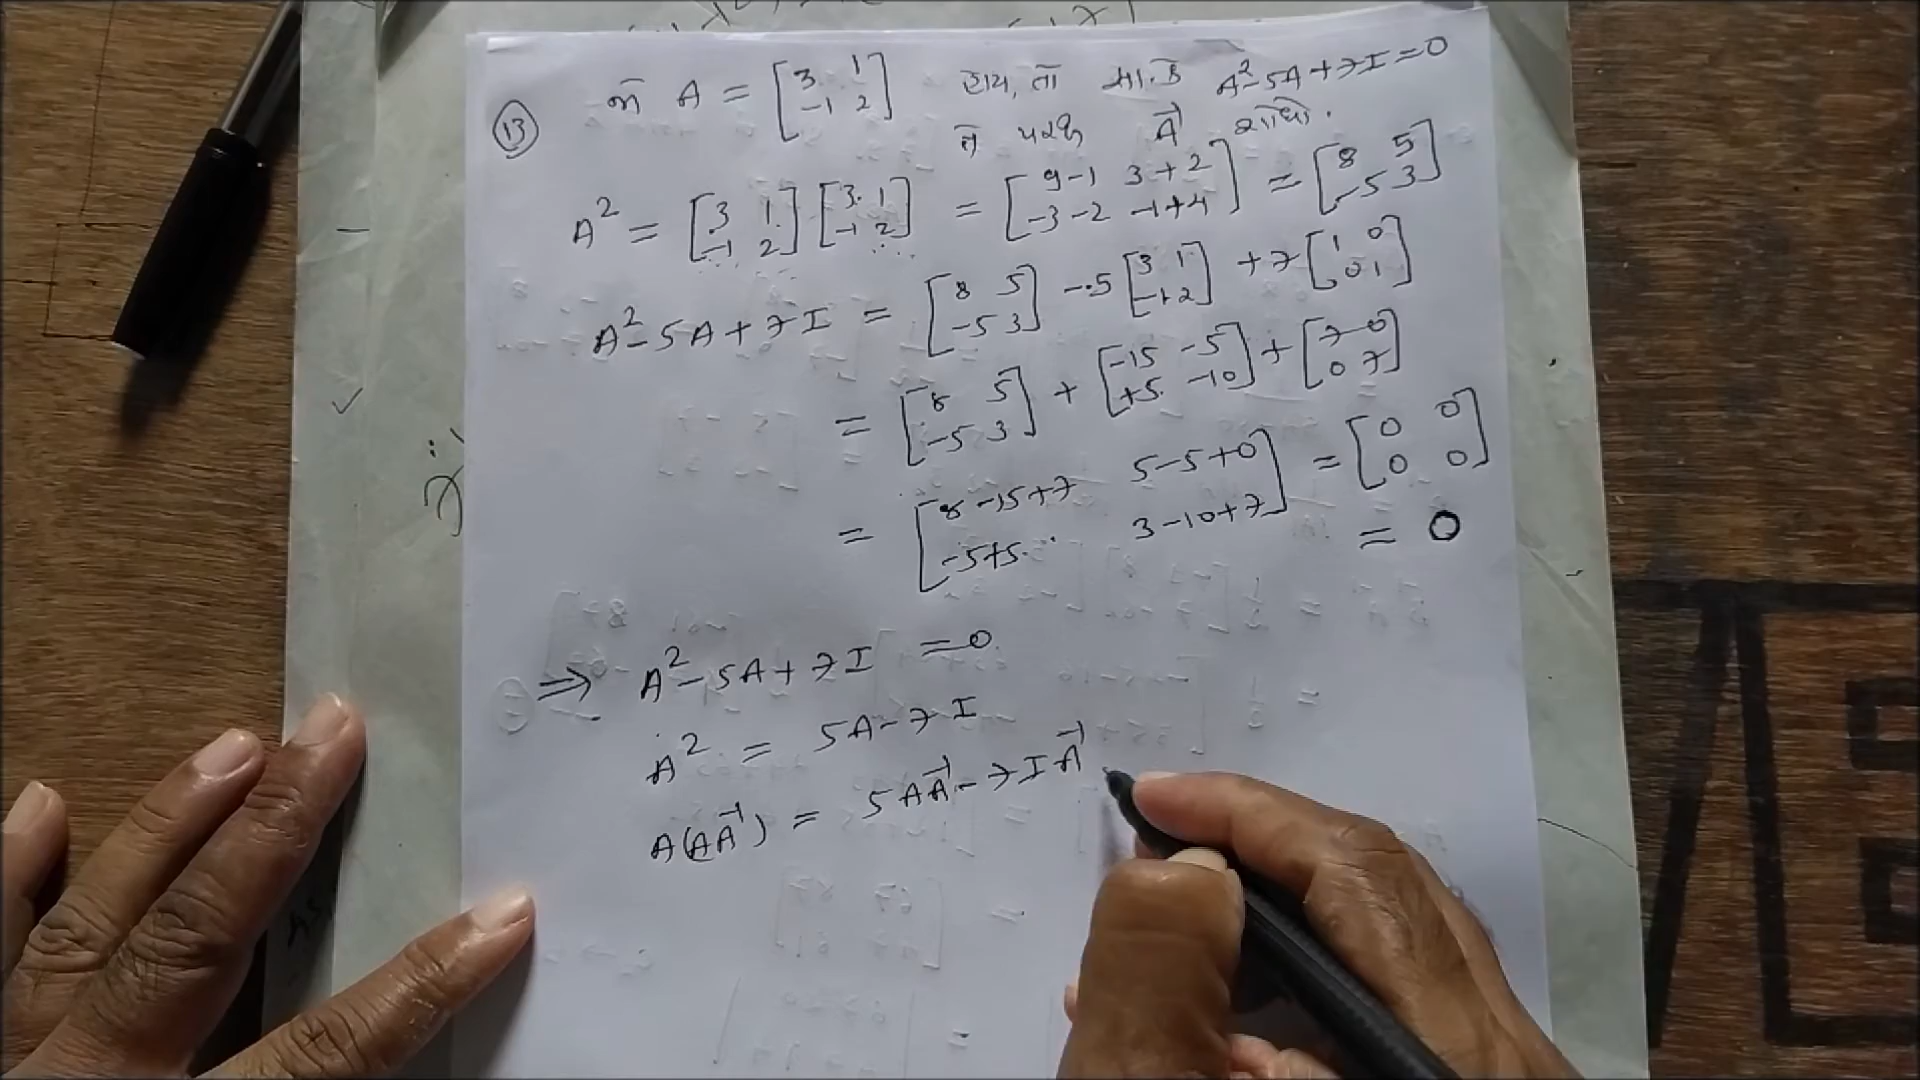 (13) જો A = [3 1 -1 2] હોય, તો સા.કે A²-5A+7I=0
તે પરથી A⁻¹ શોધો.
A² = [3 1 -1 2] [3 1 -1 2] = [9-1 3+2 -3-2 -1+4] = [8 5 -5 3]
A²-5A+7I = [8 5 -5 3] -5 [3 1 -1 2] +7 [1 0 0 1]
= [8 5 -5 3] + [-15 -5 +5 -10] + [7 0 0 7]
= [8-15+7 5-5+0 -5+5 3-10+7] = [0 0 0 0]
= 0
⇒ A²-5A+7I =0
A² = 5A-7I
A(AA⁻¹) = 5AA⁻¹-7IA⁻¹